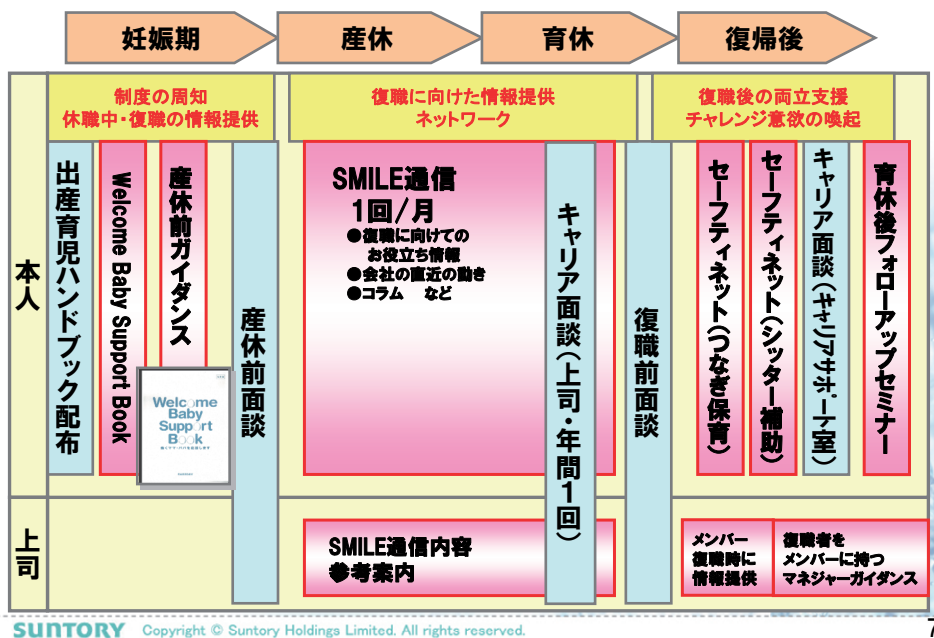 妊娠期
産休
育休
復帰後
制度の周知
休職中・復職の情報提供
復職に向けた情報提供
ネットワーク
復職後の両立支援
チャレンジ意欲の喚起
本人
出産育児ハンドブック配布
Welcome Baby Support Book
産休前ガイダンス
Welcome
Baby
Support
Book
SUNTORY
産休前面談
SMILE通信
1回/月
●復職に向けての
お役立ち情報
●会社の直近の動き
●コラム など
キャリア面談(上司・年間1回)
復職前面談
セーフティネット(つなぎ保育)
セーフティネット(シッター補助)
キャリア面談(キャリアサポート室)
育休後フォローアップセミナー
上司
SMILE通信内容
参考案内
メンバー
復職時に
情報提供
復職者を
メンバーに持つ
マネジャーガイダンス
SUNTORY Copyright © Suntory Holdings Limited. All rights reserved.
7